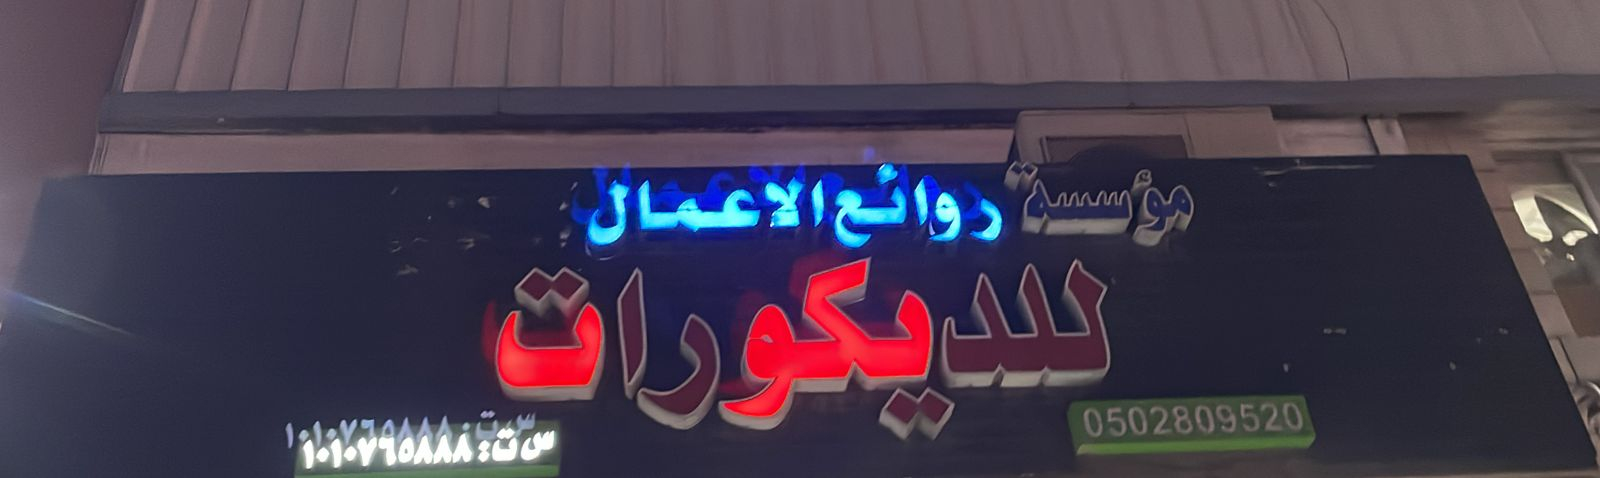 مؤسسة روائع الاعمال
للديكورات
0502809520
س ت: ١٠١٠٧٦٥٨٨٨